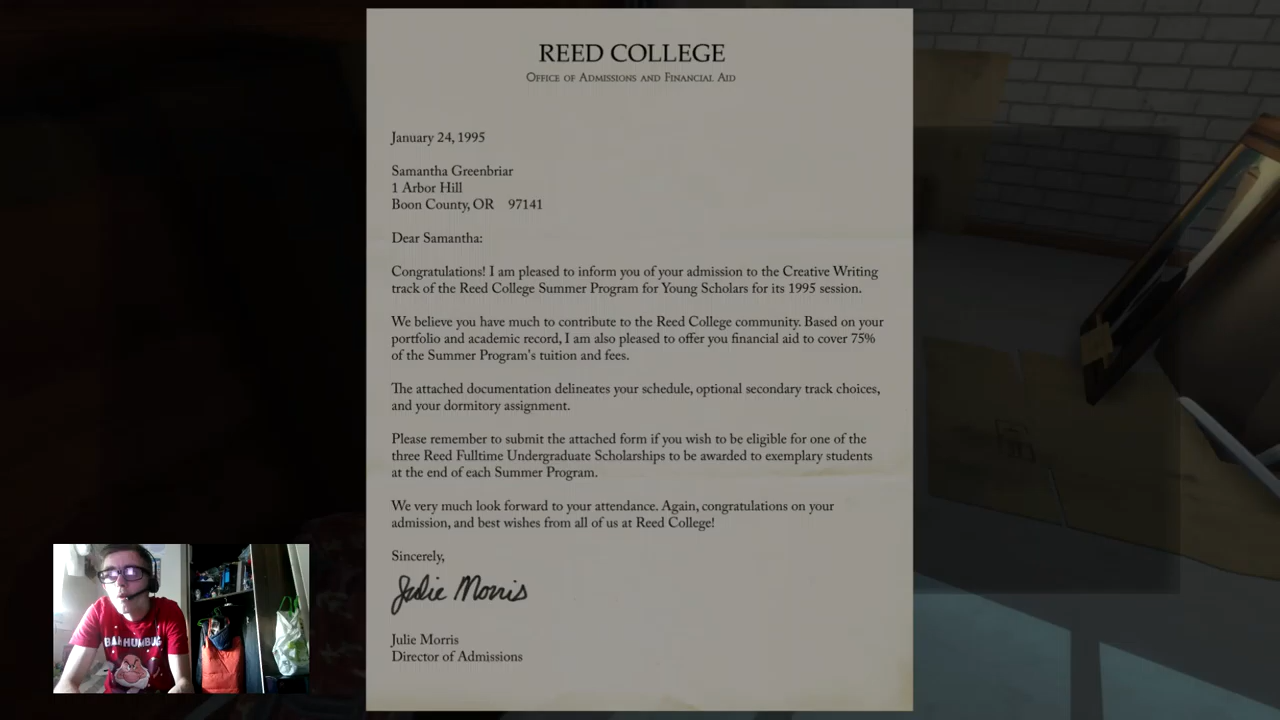 REED COLLEGE
Office of Admissions and Financial Aid
January 24, 1995
Samantha Greenbriar
1 Arbor Hill
Boon County, OR 97141
Dear Samantha:
Congratulations! I am pleased to inform you of your admission to the Creative Writing
track of the Reed College Summer Program for Young Scholars for its 1995 session.
We believe you have much to contribute to the Reed College community. Based on your
portfolio and academic record, I am also pleased to offer you financial aid to cover 75%
of the Summer Program's tuition and fees.
The attached documentation delineates your schedule, optional secondary track choices,
and your dormitory assignment.
Please remember to submit the attached form if you wish to be eligible for one of the
three Reed Fulltime Undergraduate Scholarships to be awarded to exemplary students
at the end of each Summer Program.
We very much look forward to your attendance. Again, congratulations on your
admission, and best wishes from all of us at Reed College!
Sincerely,
Julie Morris
Julie Morris
Director of Admissions
BAH HUMBUG